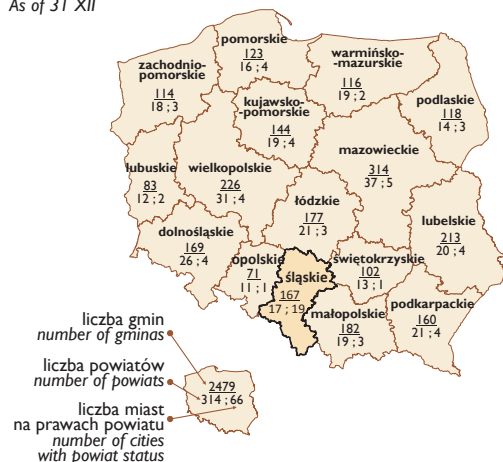 As of 31 XII
pomorskie
123
16 ; 4
warmińsko-
-mazurskie
116
19 ; 2
zachodnio-
pomorskie
114
18 ; 3
podlaskie
118
14 ; 3
kujawsko-
-pomorskie
144
19 ; 4
mazowieckie
314
37 ; 5
lubuskie
83
12 ; 2
wielkopolskie
226
31 ; 4
łódzkie
177
21 ; 3
lubelskie
213
20 ; 4
dolnośląskie
169
26 ; 4
opolskie
71
11 ; 1
śląskie
167
17 ; 19
świętokrzyskie
102
13 ; 1
małopolskie
182
19 ; 3
podkarpackie
160
21 ; 4
liczba gmin
number of gminas
liczba powiatów
number of powiats
liczba miast
na prawach powiatu
number of cities
with powiat status
2479
314 ; 66